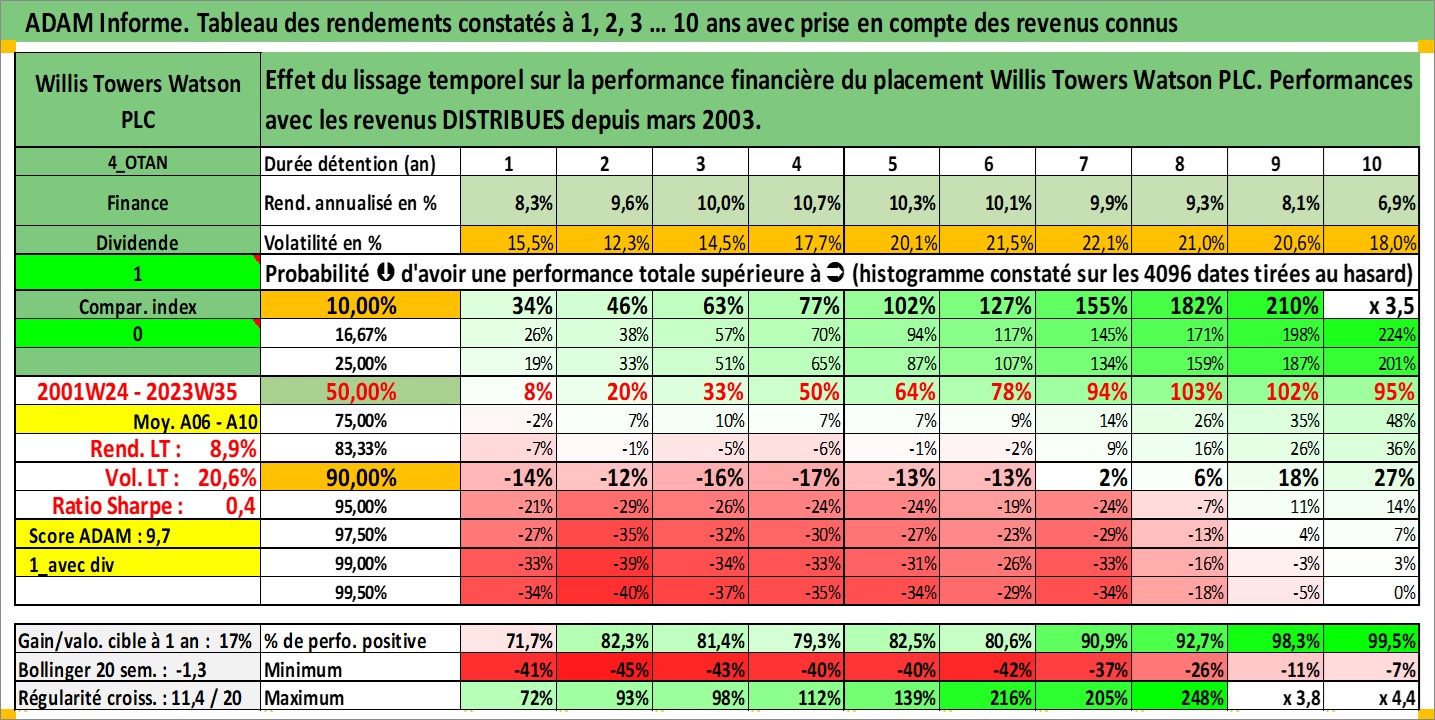 ADAM Informe. Tableau des rendements constatés à 1, 2, 3 ... 10 ans avec prise en compte des revenus connus
Willis Towers Watson PLC
Effet du lissage temporel sur la performance financière du placement Willis Towers Watson PLC. Performances
avec les revenus DISTRIBUES depuis mars 2003.
4_OTAN Durée détention (an) 1 2 3 4 5 6 7 8 9 10
Finance Rend. annualisé en % 8,3% 9,6% 10,0% 10,7% 10,3% 10,1% 9,9% 9,3% 8,1% 6,9%
Dividende Volatilité en % 15,5% 12,3% 14,5% 17,7% 20,1% 21,5% 22,1% 21,0% 20,6% 18,0%
1 Probabilité ⬇ d'avoir une performance totale supérieure à ➲ (histogramme constaté sur les 4096 dates tirées au hasard)
Compar. index 10,00% 34% 46% 63% 77% 102% 127% 155% 182% 210% x 3,5
0 16,67% 26% 38% 57% 70% 94% 117% 145% 171% 198% 224%
25,00% 19% 33% 51% 65% 87% 107% 134% 159% 187% 201%
2001W24 - 2023W35 50,00% 8% 20% 33% 50% 64% 78% 94% 103% 102% 95%
Moy. A06 - A10 75,00% -2% 7% 10% 7% 7% 9% 14% 26% 35% 48%
Rend. LT : 8,9% 83,33% -7% -1% -5% -6% -1% -2% 9% 16% 26% 36%
Vol. LT : 20,6% 90,00% -14% -12% -16% -17% -13% -13% 2% 6% 18% 27%
Ratio Sharpe : 0,4 95,00% -21% -29% -26% -24% -24% -19% -24% -7% 11% 14%
Score ADAM : 9,7 97,50% -27% -35% -32% -30% -27% -23% -29% -13% 4% 7%
1_avec div 99,00% -33% -39% -34% -33% -31% -26% -33% -16% -3% 3%
99,50% -34% -40% -37% -35% -34% -29% -34% -18% -5% 0%
Gain/valo. cible à 1 an : 17% % de perfo. positive 71,7% 82,3% 81,4% 79,3% 82,5% 80,6% 90,9% 92,7% 98,3% 99,5%
Bollinger 20 sem. : -1,3 Minimum -41% -45% -43% -40% -40% -42% -37% -26% -11% -7%
Régularité croiss. : 11,4 / 20 Maximum 72% 93% 98% 112% 139% 216% 205% 248% x 3,8 x 4,4